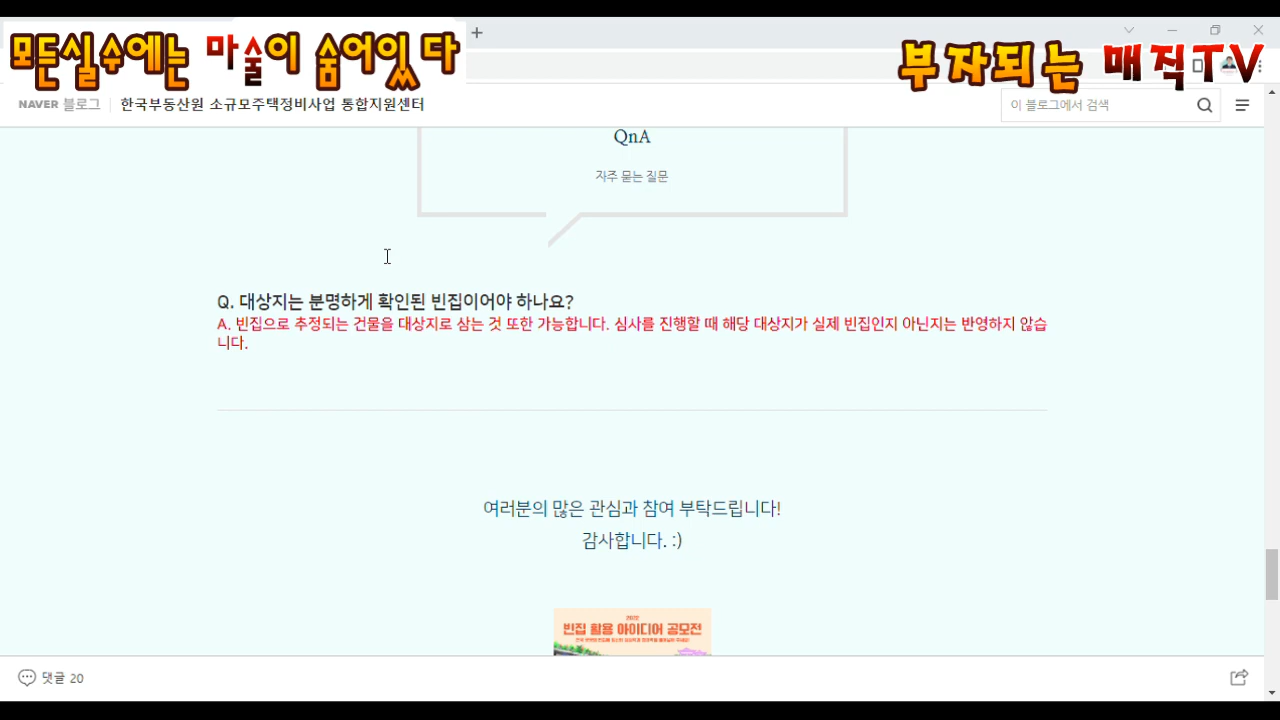 모든실수에는 마술이 숨어있다
부자되는 매직TV
NAVER 블로그
한국부동산원 소규모주택정비사업 통합지원센터
이 블로그에서 검색
QnA
자주 묻는 질문
Q. 대상지는 분명하게 확인된 빈집이어야 하나요?
A. 빈집으로 추정되는 건물을 대상지로 삼는 것 또한 가능합니다. 심사를 진행할 때 해당 대상지가 실제 빈집인지 아닌지는 반영하지 않습
니다.
여러분의 많은 관심과 참여 부탁드립니다!
감사합니다. :)
2022
빈집 활용 아이디어 공모전
댓글 20